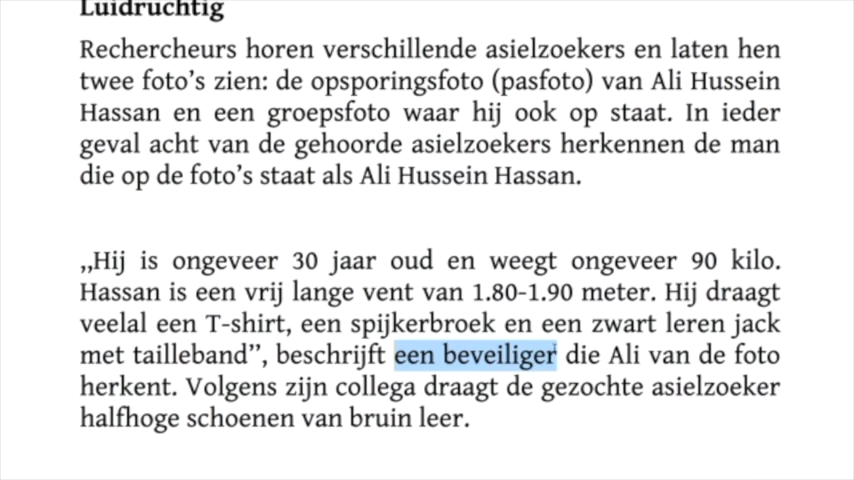 Luidruchtig
Rechercheurs horen verschillende asielzoekers en laten hen
twee foto’s zien: de opsporingsfoto (pasfoto) van Ali Hussein
Hassan en een groepsfoto waar hij ook op staat. In ieder
geval acht van de gehoorde asielzoekers herkennen de man
die op de foto’s staat als Ali Hussein Hassan.
„Hij is ongeveer 30 jaar oud en weegt ongeveer 90 kilo.
Hassan is een vrij lange vent van 1.80-1.90 meter. Hij draagt
veelal een T-shirt, een spijkerbroek en een zwart leren jack
met tailleband”, beschrijft een beveiliger die Ali van de foto
herkent. Volgens zijn collega draagt de gezochte asielzoeker
halfhoge schoenen van bruin leer.